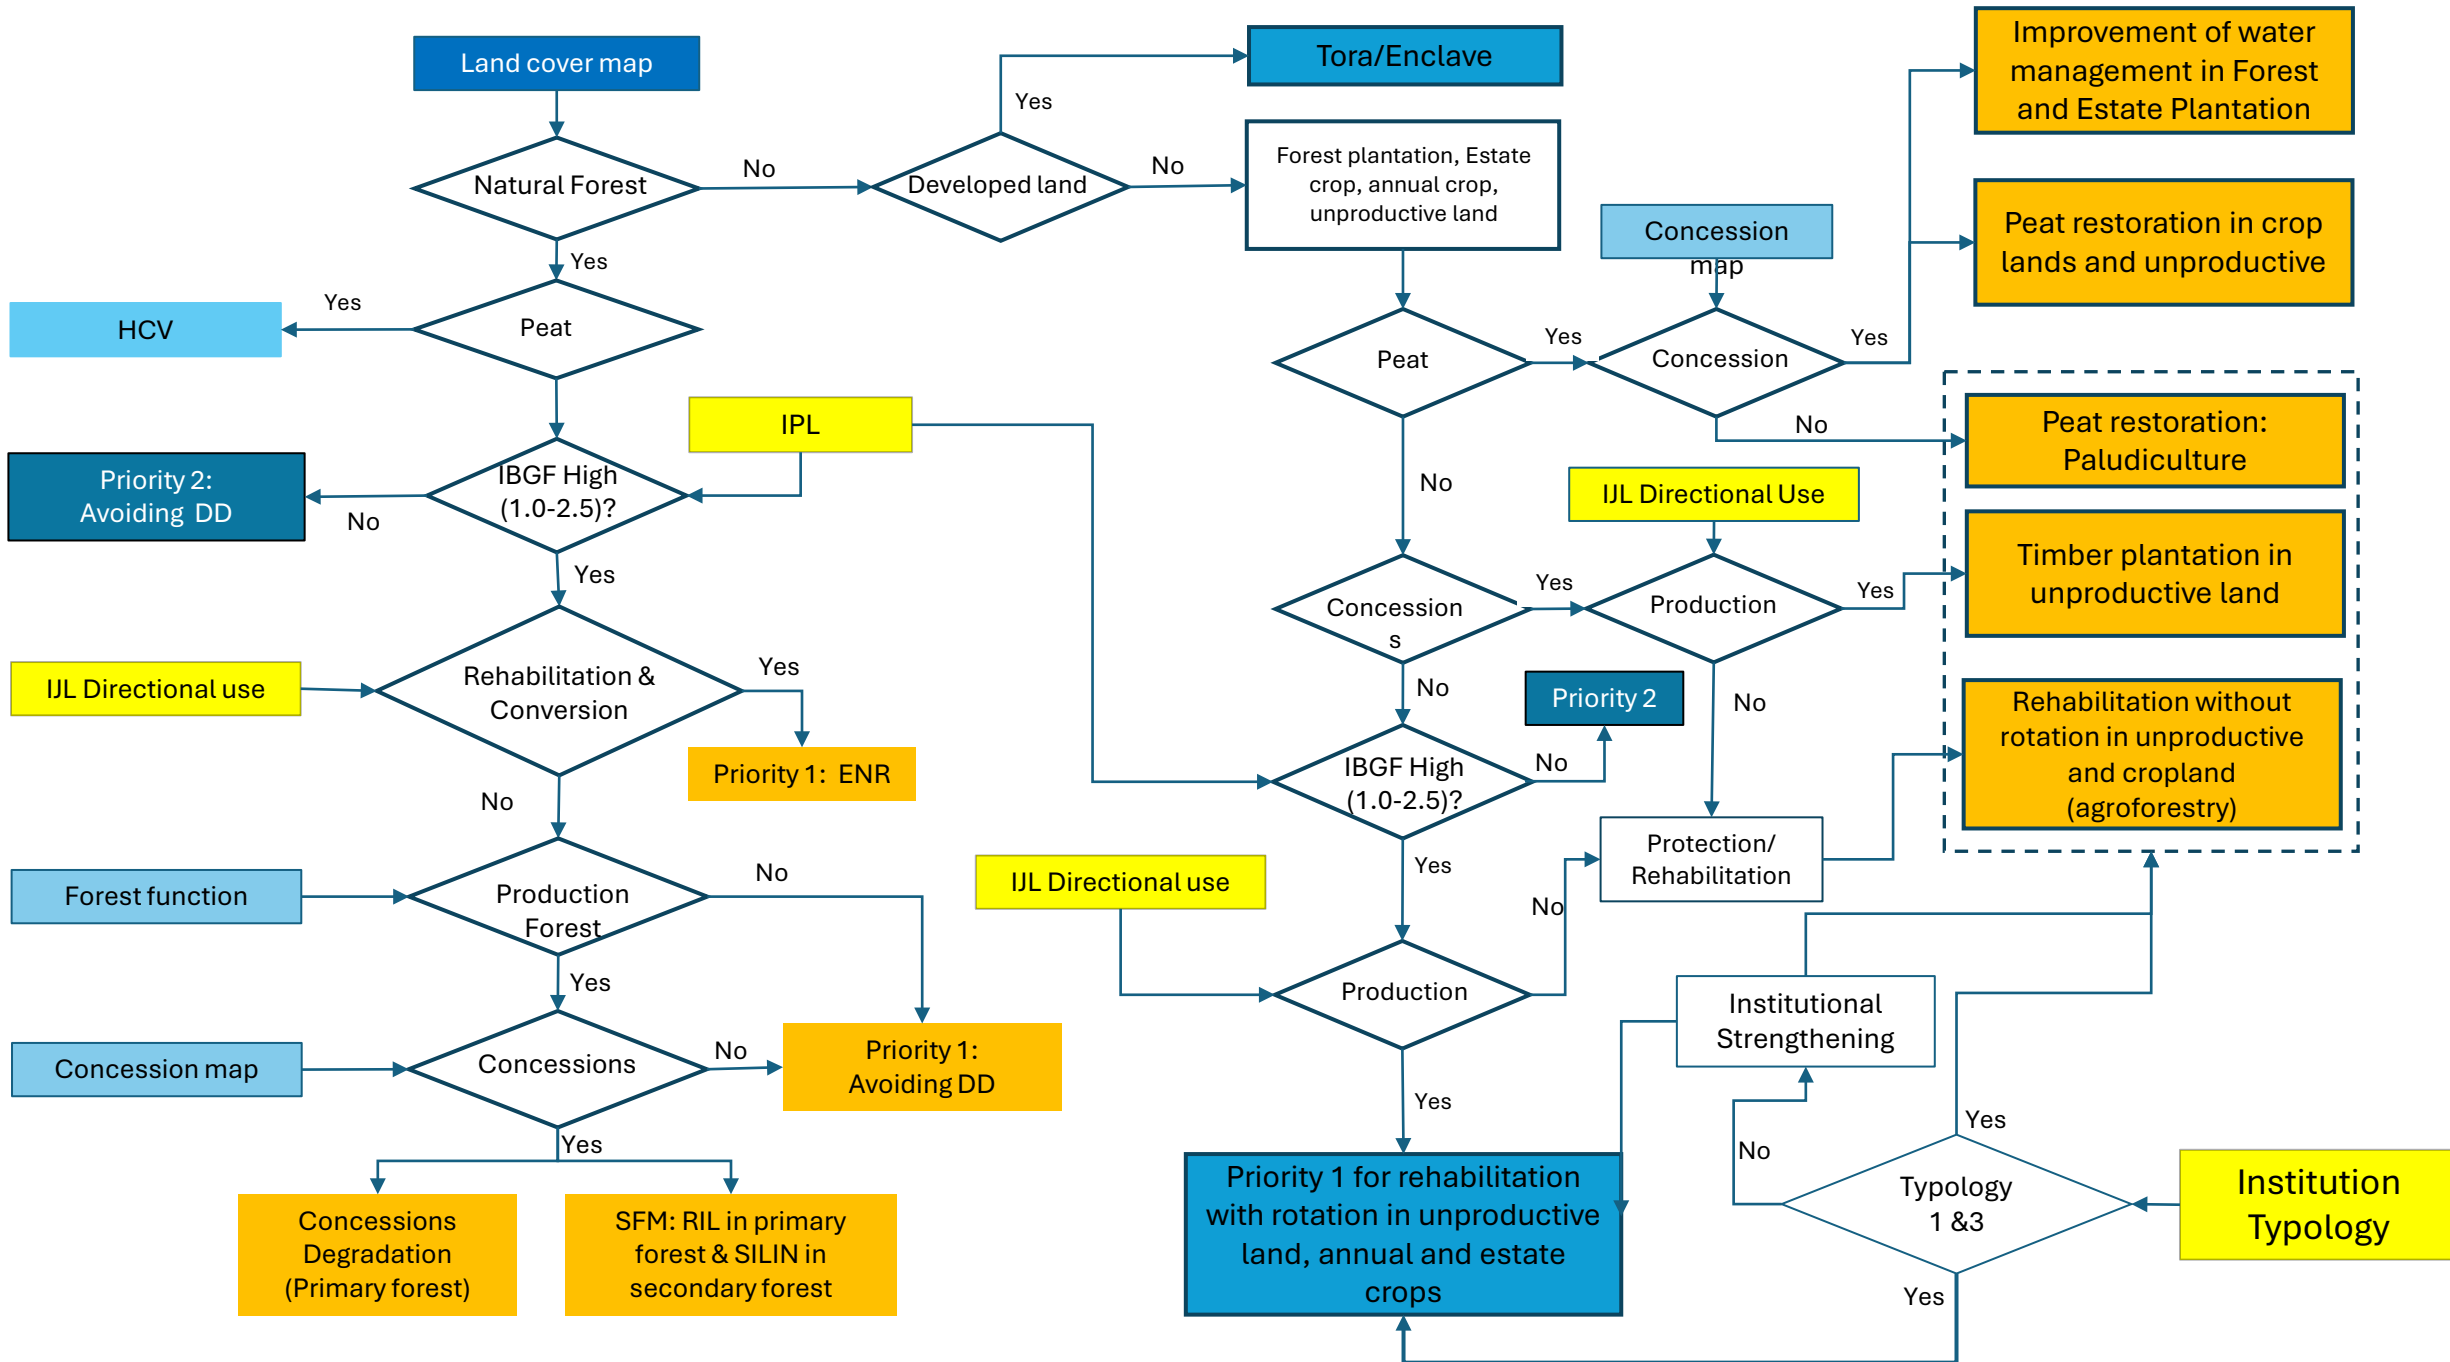 Land cover map
Natural Forest
No
Developed land
Yes
Tora/Enclave
No
Forest plantation, Estate
crop, annual crop,
unproductive land
Improvement of water
management in Forest
and Estate Plantation
Concession
map
Peat restoration in crop
lands and unproductive
Yes
Peat
Yes
HCV
Peat
Yes
Concession
Yes
No
Peat restoration:
Paludiculture
IPL
IBGF High
(1.0-2.5)?
No
Priority 2:
Avoiding DD
Yes
No
IJL Directional Use
Concession
s
Yes
Production
Yes
Timber plantation in
unproductive land
IJL Directional use
Rehabilitation &
Conversion
Yes
Priority 1: ENR
No
No
IBGF High
(1.0-2.5)?
No
Priority 2
No
Rehabilitation without
rotation in unproductive
and cropland
(agroforestry)
Protection/
Rehabilitation
Forest function
Production
Forest
No
Yes
IJL Directional use
Yes
Production
No
Institutional
Strengthening
Concession map
Concessions
No
Priority 1:
Avoiding DD
Yes
Concessions
Degradation
(Primary forest)
SFM: RIL in primary
forest & SILIN in
secondary forest
Yes
Priority 1 for rehabilitation
with rotation in unproductive
land, annual and estate
crops
No
Yes
Typology
1 &3
Institution
Typology
Yes